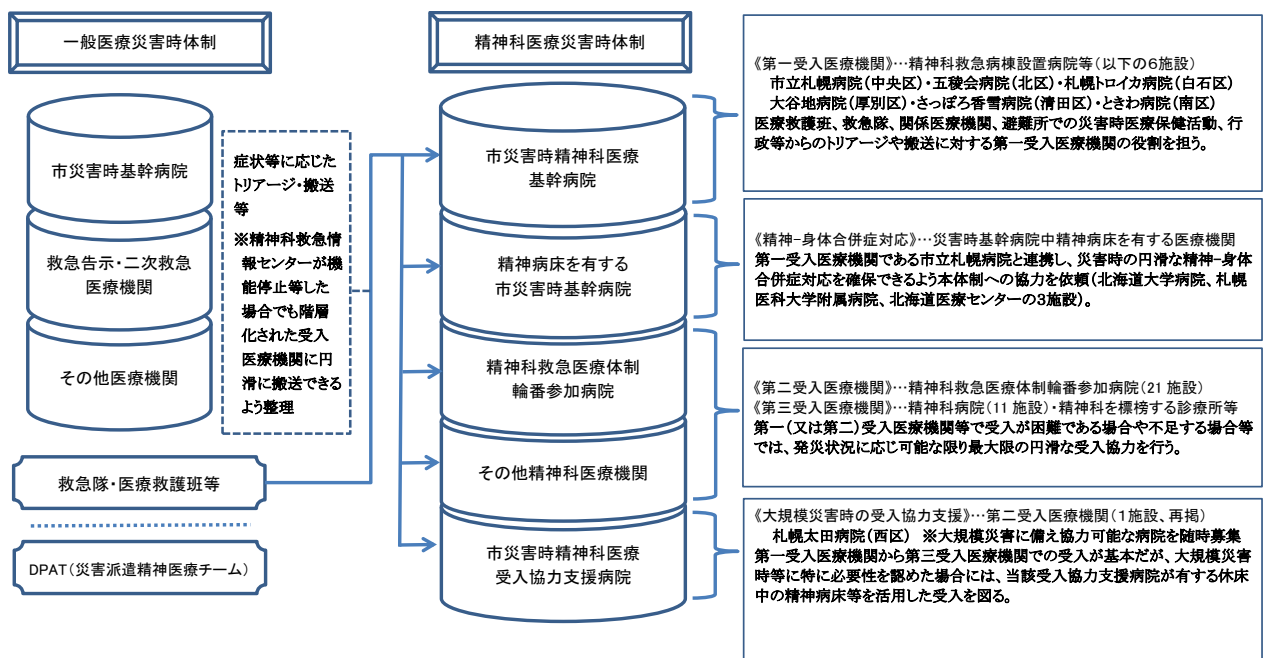 一般医療災害時体制
市災害時基幹病院
救急告示・二次救急
医療機関
その他医療機関
救急隊・医療救護班等
DPAT(災害派遣精神医療チーム)
症状等に応じた
トリアージ・搬送
等
※精神科救急情
報センターが機
能停止等した
場合でも階層
化された受入
医療機関に円
滑に搬送できる
よう整理
精神科医療災害時体制
市災害時精神科医療
基幹病院
精神病床を有する
市災害時基幹病院
精神科救急医療体制
輪番参加病院
その他精神科医療機関
市災害時精神科医療
受入協力支援病院
《第一受入医療機関》…精神科救急病棟設置病院等(以下の6施設)
市立札幌病院(中央区)・五稜会病院(北区)・札幌トロイカ病院(白石区)
大谷地病院(厚別区)・さっぽろ香雪病院(清田区)・ときわ病院(南区)
医療救護班、救急隊、関係医療機関、避難所での災害時医療保健活動、行
政等からのトリアージや搬送に対する第一受入医療機関の役割を担う。
《精神-身体合併症対応》…災害時基幹病院中精神病床を有する医療機関
第一受入医療機関である市立札幌病院と連携し、災害時の円滑な精神-身体
合併症対応を確保できるよう本体制への協力を依頼(北海道大学病院、札幌
医科大学附属病院、北海道医療センターの3施設)。
《第二受入医療機関》…精神科救急医療体制輪番参加病院(21 施設)
《第三受入医療機関》…精神科病院(11 施設)・精神科を標榜する診療所等
第一(又は第二)受入医療機関等で受入が困難である場合や不足する場合等
では、発災状況に応じ可能な限り最大限の円滑な受入協力を行う。
《大規模災害時の受入協力支援》…第二受入医療機関(1施設、再掲)
札幌太田病院(西区) ※大規模災害に備え協力可能な病院を随時募集
第一受入医療機関から第三受入医療機関での受入が基本だが、大規模災害
時等に特に必要性を認めた場合には、当該受入協力支援病院が有する休床
中の精神病床等を活用した受入を図る。